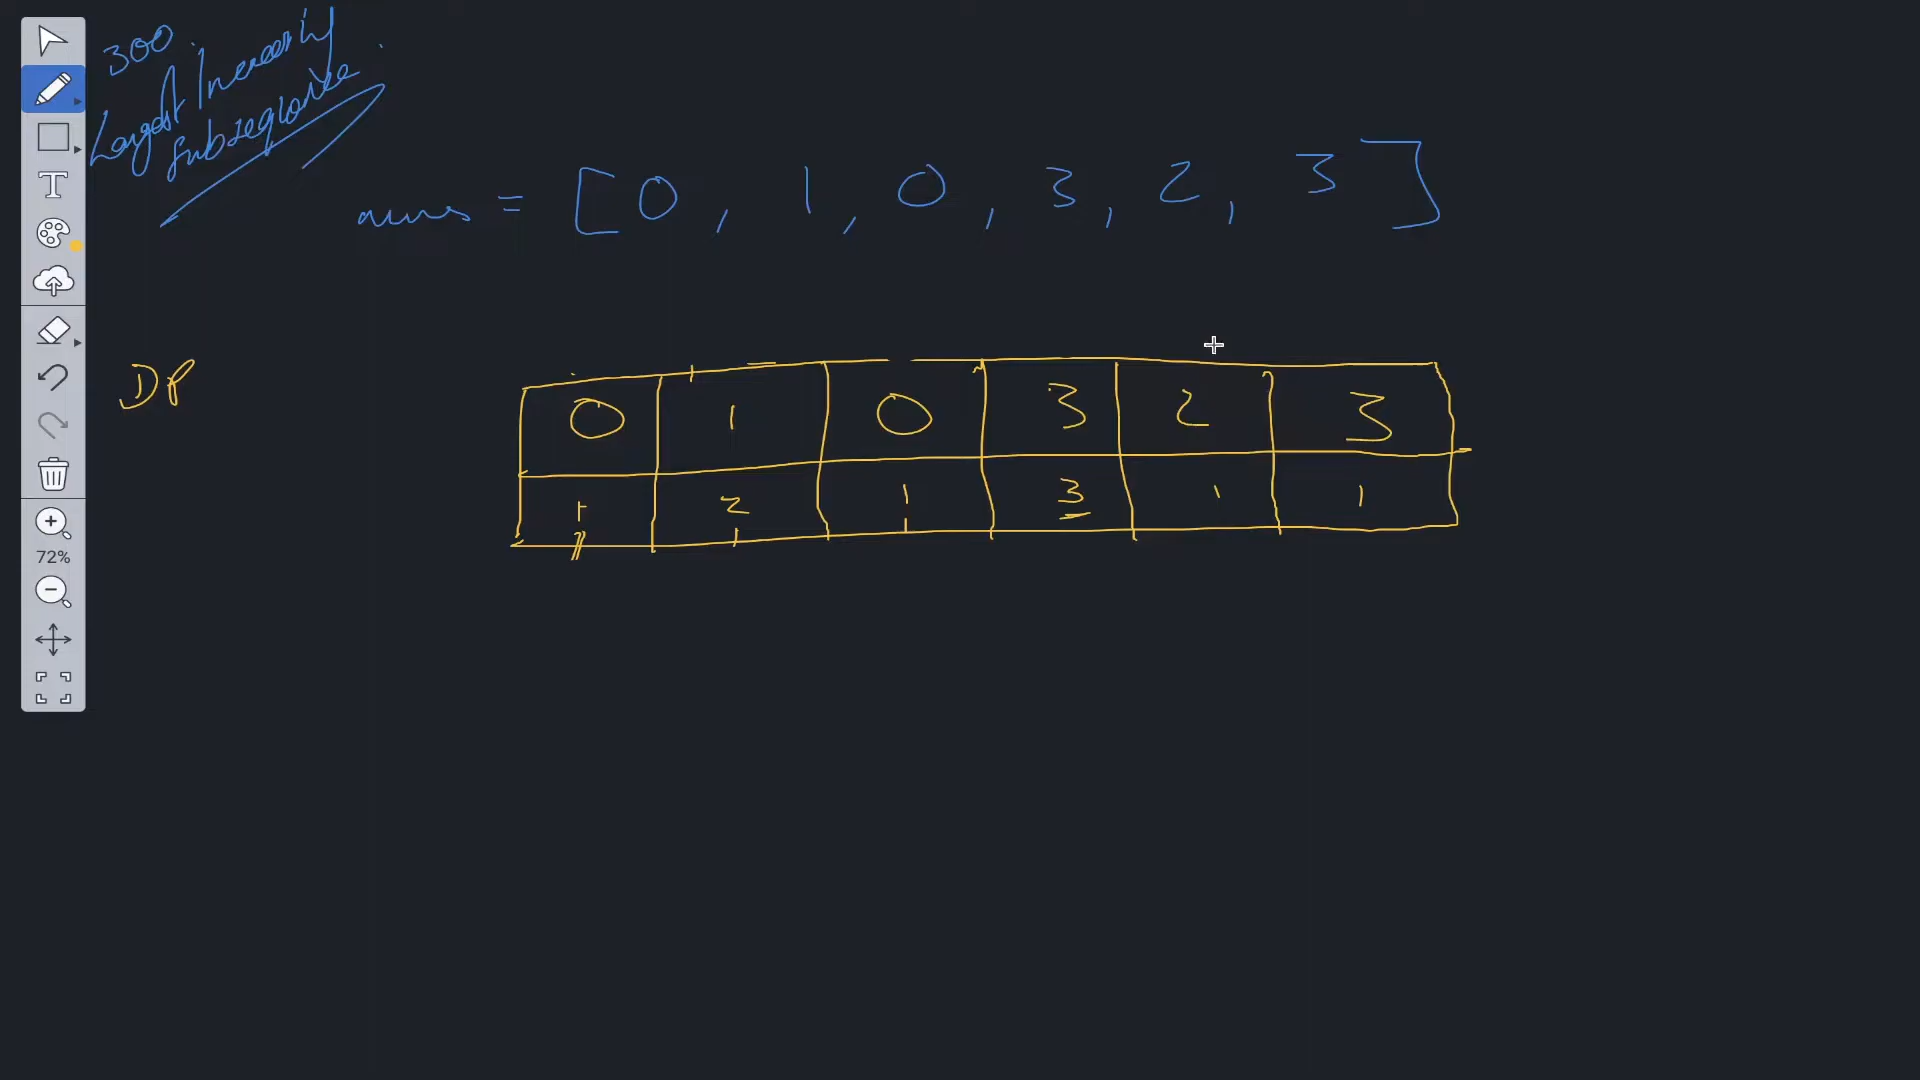 300
Largest Increasing
subsequence
nums = [0, 1, 0, 3, 2, 3]
DP
0 1 0 3 2 3
1 2 1 3 1 1
T
72%